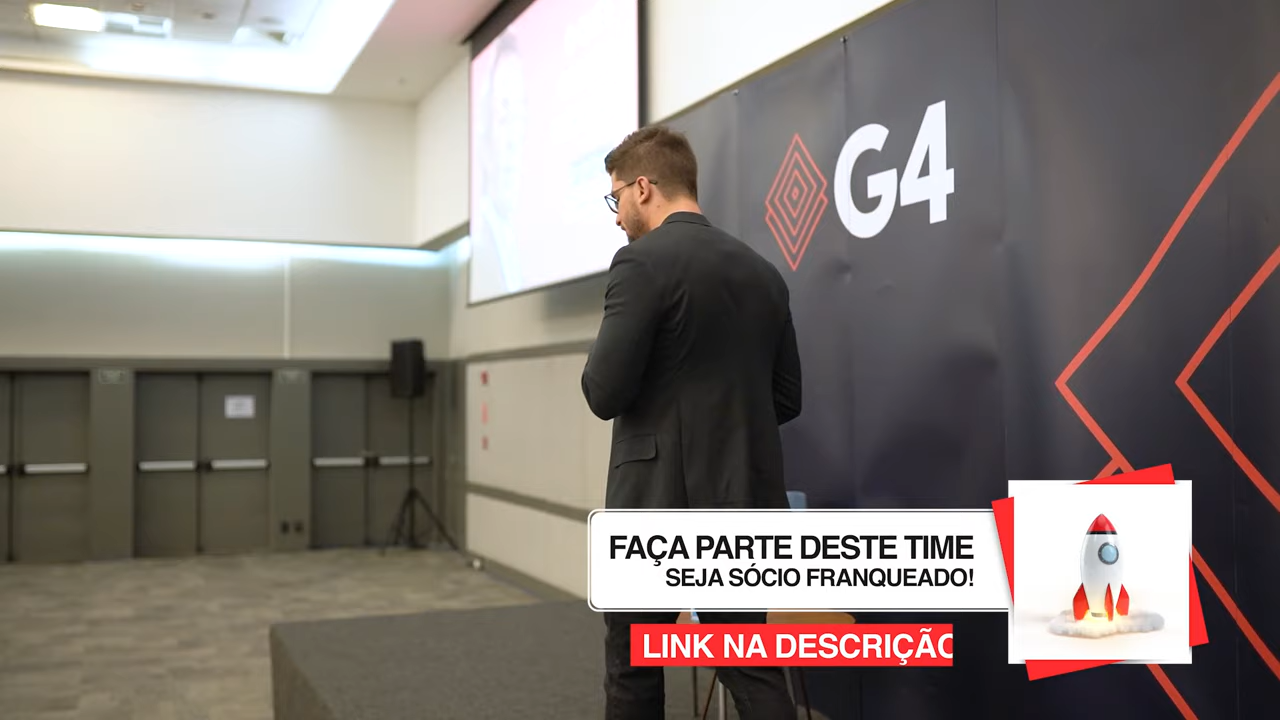 G4
FAÇA PARTE DESTE TIME
SEJA SÓCIO FRANQUEADO!
LINK NA DESCRIÇÃO